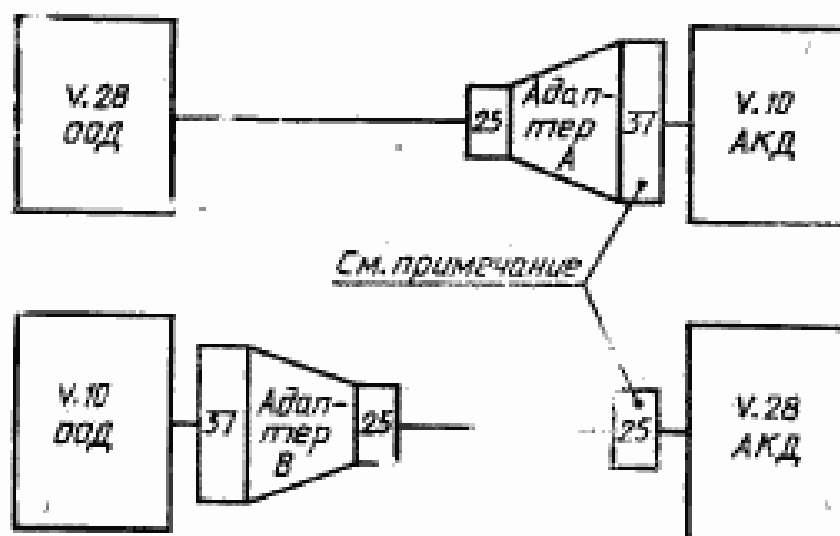 V.28
ООД
25
Адап-
тер
А
37
V.10
АКД
См. примечание
V.10
ООД
37
Адап-
тер
В
25
25
V.28
АКД